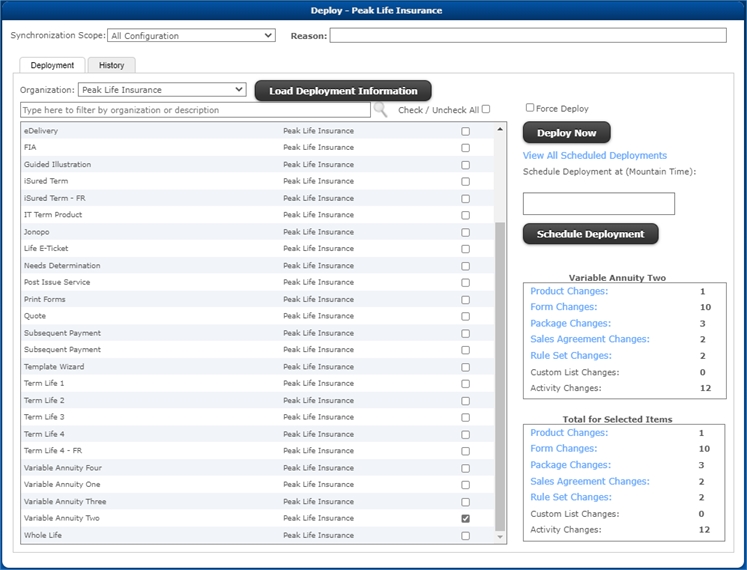 Deploy - Peak Life Insurance
Synchronization Scope: All Configuration Reason:
Deployment History
Organization: Peak Life Insurance Load Deployment Information
Type here to filter by organization or description Check / Uncheck All
eDelivery Peak Life Insurance
FIA Peak Life Insurance
Guided Illustration Peak Life Insurance
iSured Term Peak Life Insurance
iSured Term - FR Peak Life Insurance
IT Term Product Peak Life Insurance
Jonopo Peak Life Insurance
Life E-Ticket Peak Life Insurance
Needs Determination Peak Life Insurance
Post Issue Service Peak Life Insurance
Print Forms Peak Life Insurance
Quote Peak Life Insurance
Subsequent Payment Peak Life Insurance
Subsequent Payment Peak Life Insurance
Template Wizard Peak Life Insurance
Term Life 1 Peak Life Insurance
Term Life 2 Peak Life Insurance
Term Life 3 Peak Life Insurance
Term Life 4 Peak Life Insurance
Term Life 4 - FR Peak Life Insurance
Variable Annuity Four Peak Life Insurance
Variable Annuity One Peak Life Insurance
Variable Annuity Three Peak Life Insurance
Variable Annuity Two Peak Life Insurance
Whole Life Peak Life Insurance
Force Deploy
Deploy Now
View All Scheduled Deployments
Schedule Deployment at (Mountain Time):
Schedule Deployment
Variable Annuity Two
Product Changes: 1
Form Changes: 10
Package Changes: 3
Sales Agreement Changes: 2
Rule Set Changes: 2
Custom List Changes: 0
Activity Changes: 12
Total for Selected Items
Product Changes: 1
Form Changes: 10
Package Changes: 3
Sales Agreement Changes: 2
Rule Set Changes: 2
Custom List Changes: 0
Activity Changes: 12